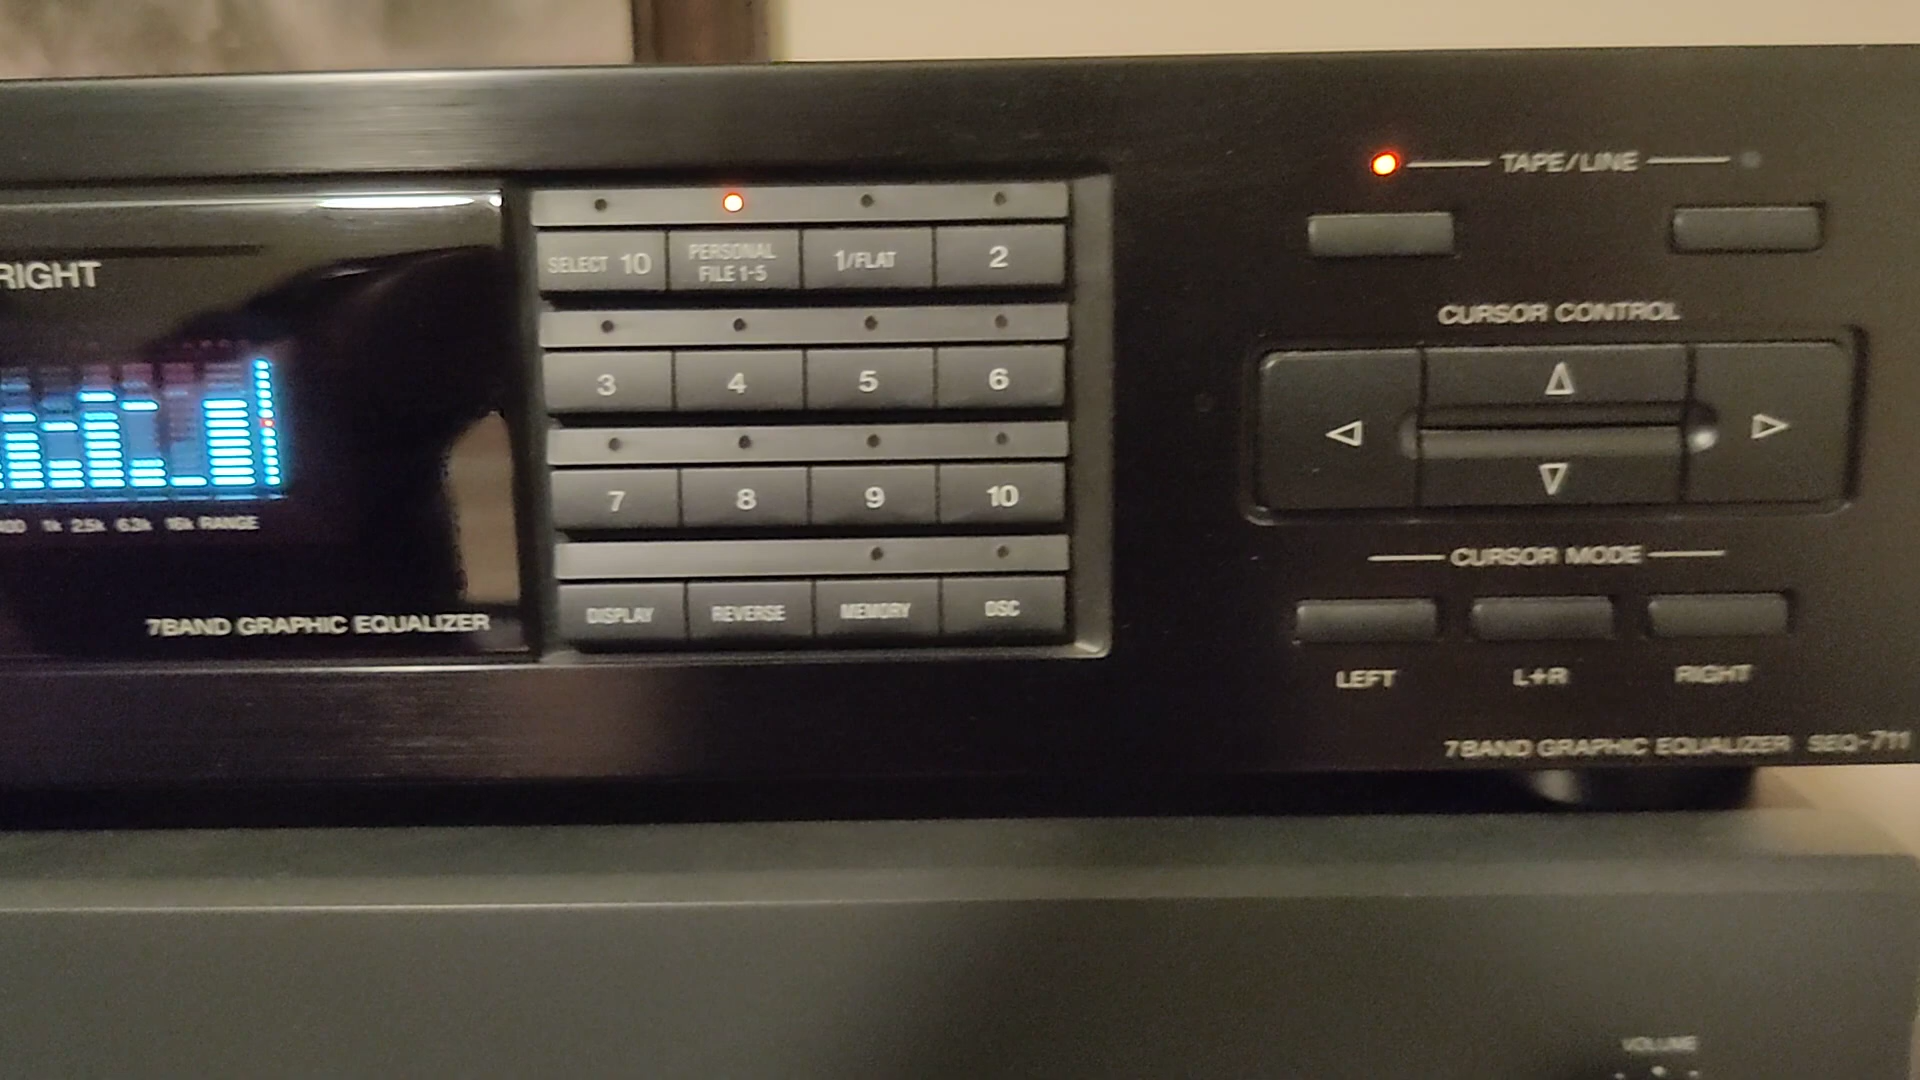 RIGHT
1k 2.5k 6.3k 16k RANGE
7BAND GRAPHIC EQUALIZER
SELECT 10
PERSONAL
FILE 1-5
1/FLAT
2
3
4
5
6
7
8
9
10
DISPLAY
REVERSE
MEMORY
OSC
TAPE/LINE
CURSOR CONTROL
CURSOR MODE
LEFT
L+R
RIGHT
7BAND GRAPHIC EQUALIZER SEQ-711
VOLUME